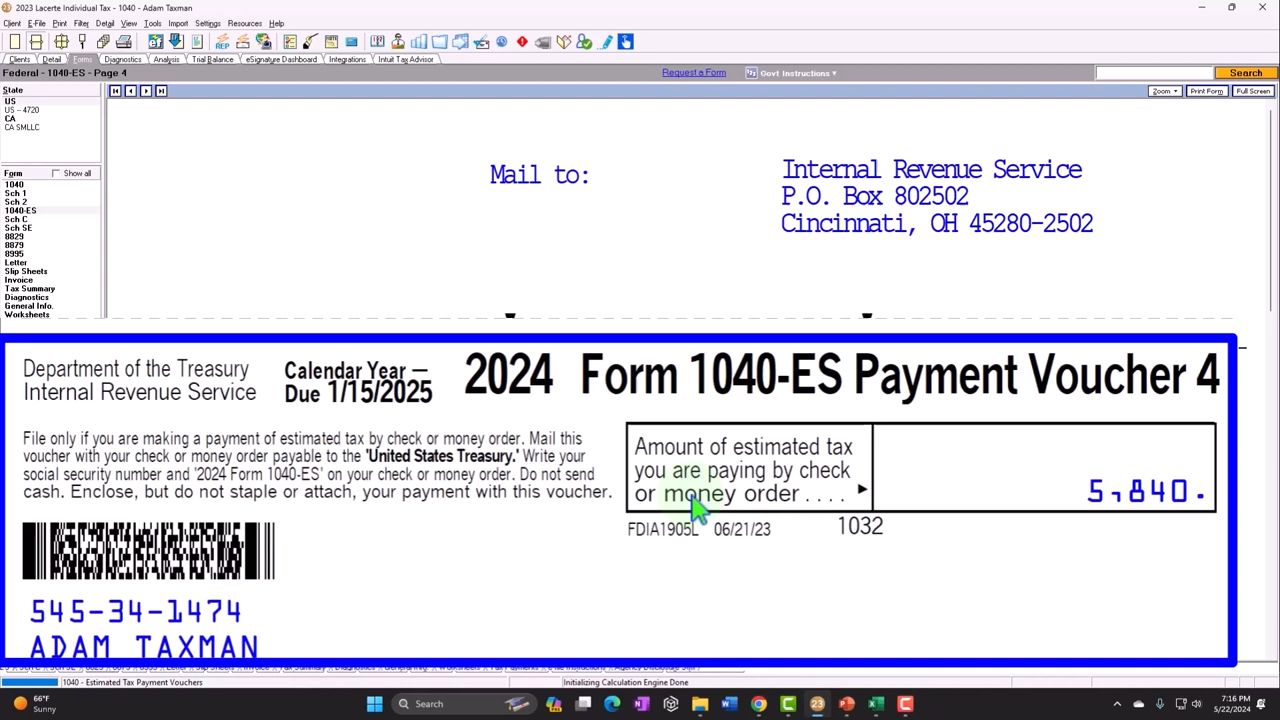 2023 Lacerte Individual Tax - 1040 - Adam Taxman
Client E-File Print Filter Detail View Tools Import Settings Resources Help
REP
Clients Detail Forms Diagnostics Analysis Trial Balance eSignature Dashboard Integrations Intuit Tax Advisor
Federal - 1040-ES - Page 4
Request a Form
Govt Instructions
Search
State
US
US - 4720
CA
CA SMLLC
Zoom
Print Form
Full Screen
Form
Show all
1040
Sch 1
Sch 2
1040-ES
Sch C
Sch SE
8829
8879
8995
Letter
Slip Sheets
Invoice
Tax Summary
Diagnostics
General Info.
Worksheets
Mail to:
Internal Revenue Service
P.O. Box 802502
Cincinnati, OH 45280-2502
Department of the Treasury
Internal Revenue Service
Calendar Year —
Due 1/15/2025
2024 Form 1040-ES Payment Voucher 4
File only if you are making a payment of estimated tax by check or money order. Mail this
voucher with your check or money order payable to the 'United States Treasury.' Write your
social security number and '2024 Form 1040-ES' on your check or money order. Do not send
cash. Enclose, but do not staple or attach, your payment with this voucher.
Amount of estimated tax
you are paying by check
or money order . . . .
5,840.
FDIA1905L 06/21/23
1032
545-34-1474
ADAM TAXMAN
1040 - Estimated Tax Payment Vouchers
Initializing Calculation Engine Done
66°F
Sunny
Search
23
7:16 PM
5/22/2024